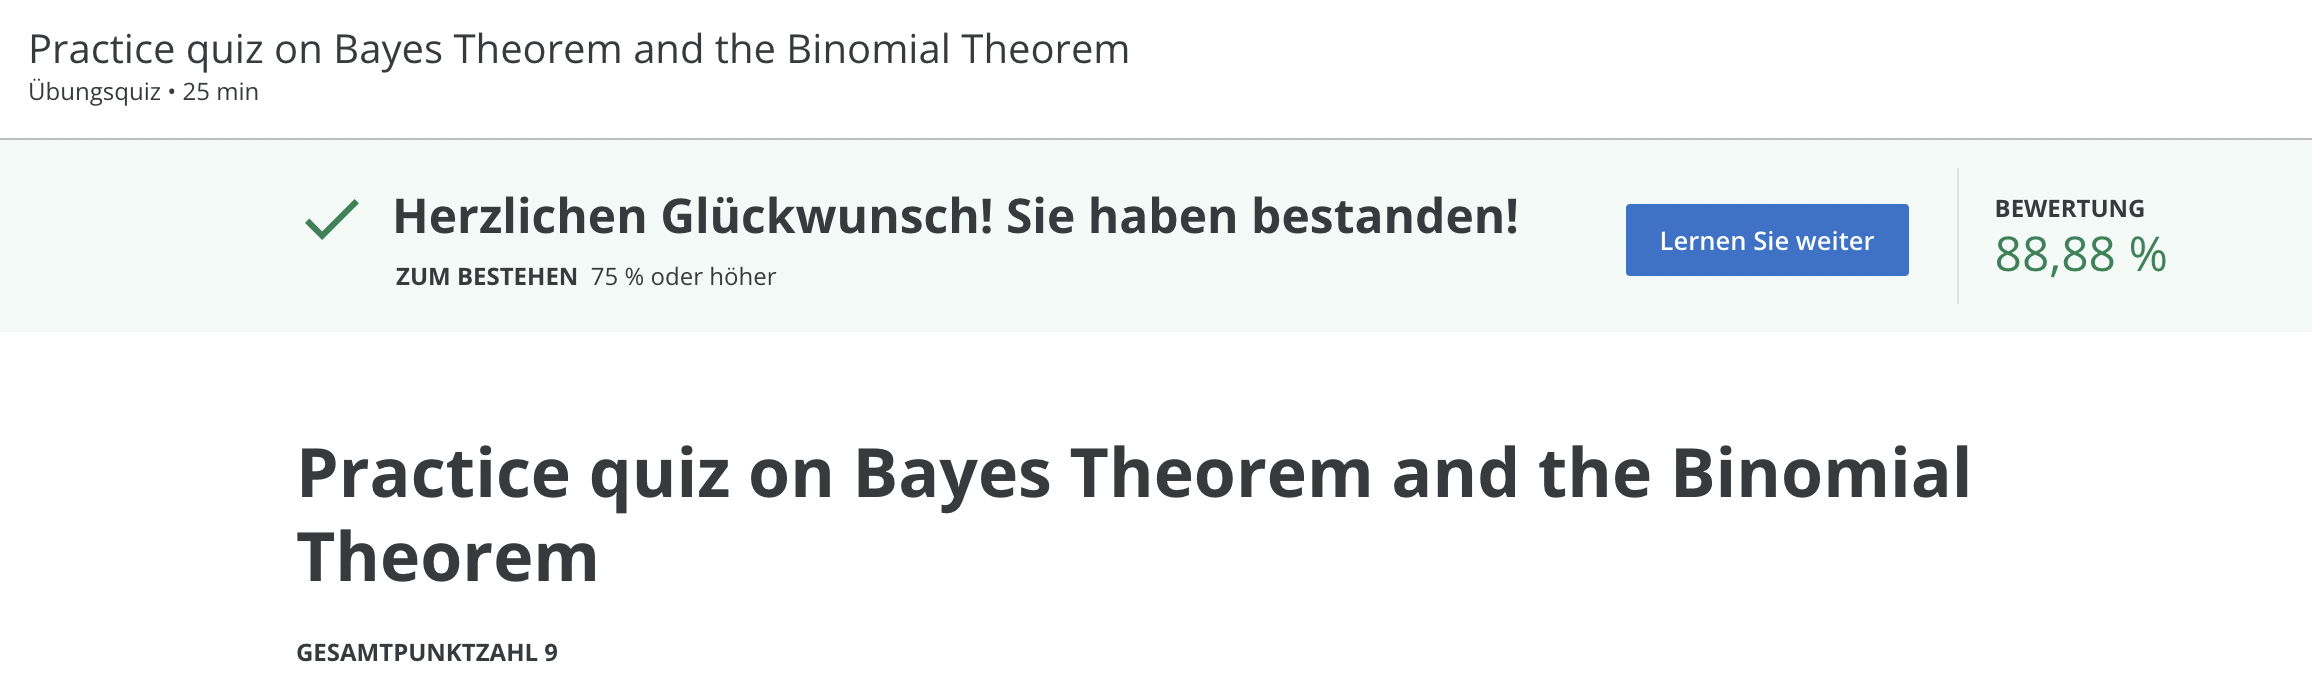 Practice quiz on Bayes Theorem and the Binomial Theorem
Übungsquiz • 25 min
Herzlichen Glückwunsch! Sie haben bestanden!
ZUM BESTEHEN 75 % oder höher
Lernen Sie weiter
BEWERTUNG
88,88 %
Practice quiz on Bayes Theorem and the Binomial
Theorem
GESAMTPUNKTZAHL 9